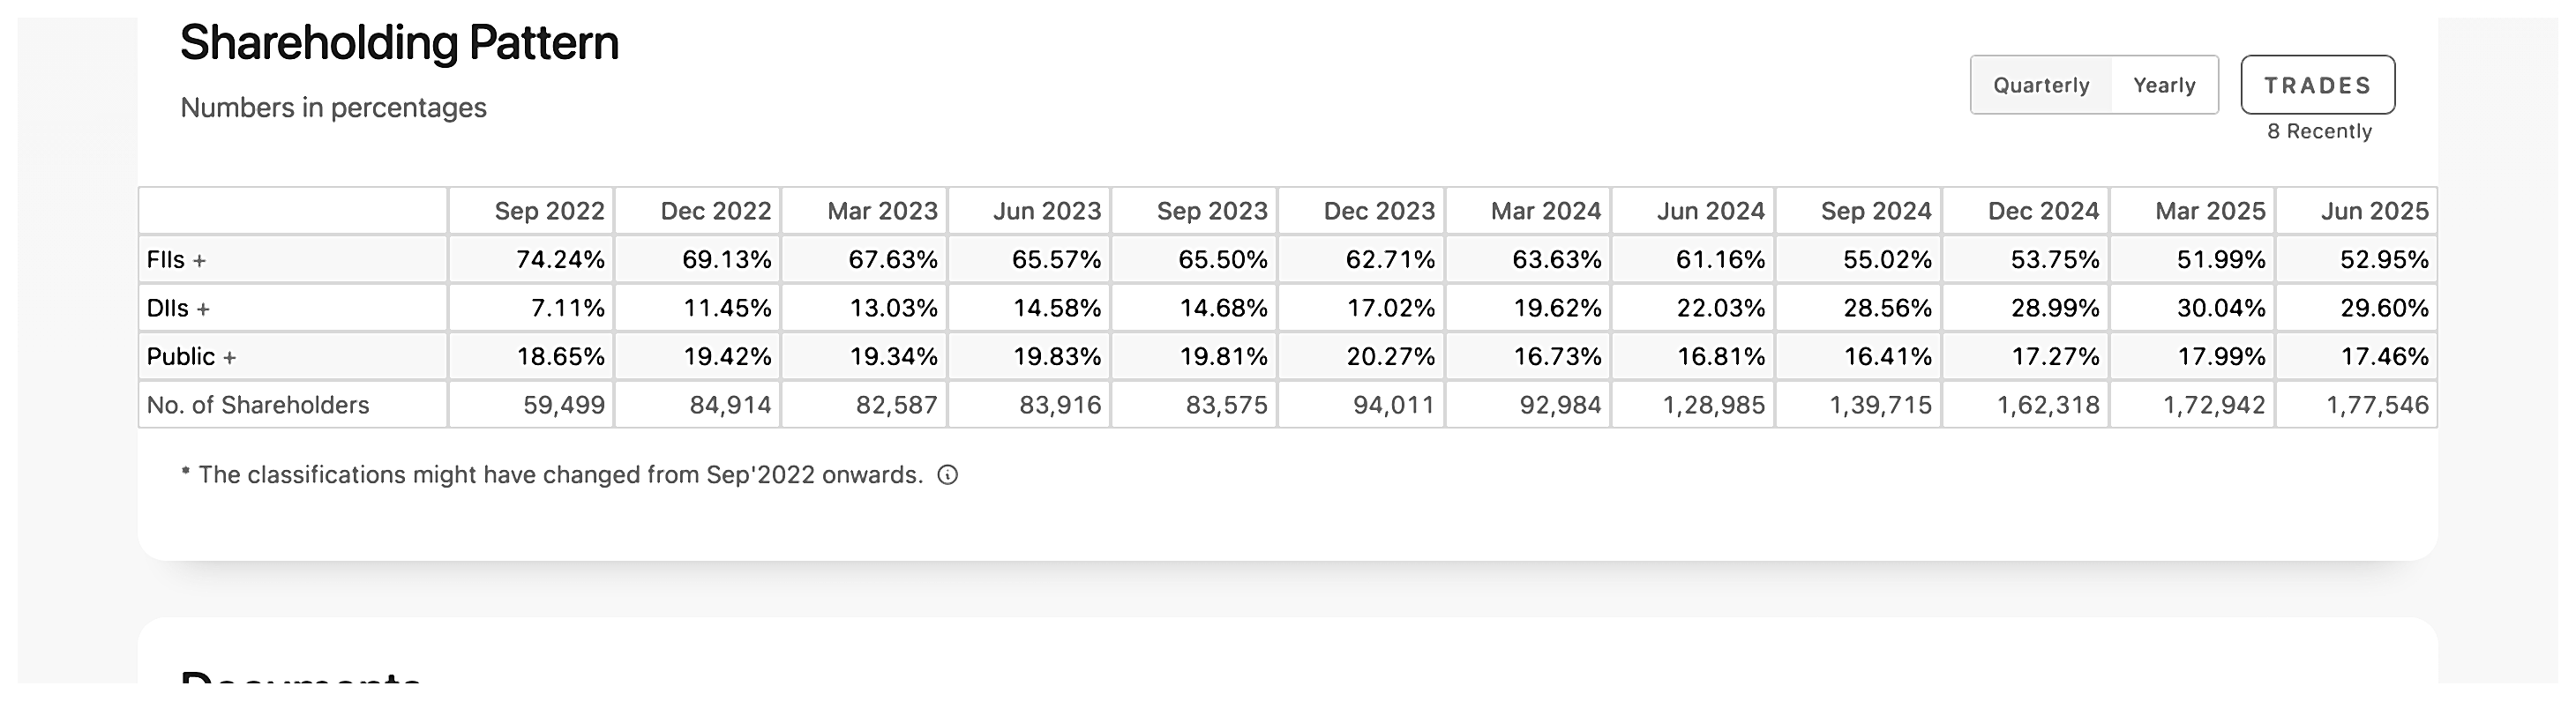 Shareholding Pattern
Numbers in percentages
Quarterly Yearly TRADES
8 Recently
Sep 2022 Dec 2022 Mar 2023 Jun 2023 Sep 2023 Dec 2023 Mar 2024 Jun 2024 Sep 2024 Dec 2024 Mar 2025 Jun 2025
FIIs + 74.24% 69.13% 67.63% 65.57% 65.50% 62.71% 63.63% 61.16% 55.02% 53.75% 51.99% 52.95%
DIIs + 7.11% 11.45% 13.03% 14.58% 14.68% 17.02% 19.62% 22.03% 28.56% 28.99% 30.04% 29.60%
Public + 18.65% 19.42% 19.34% 19.83% 19.81% 20.27% 16.73% 16.81% 16.41% 17.27% 17.99% 17.46%
No. of Shareholders 59,499 84,914 82,587 83,916 83,575 94,011 92,984 1,28,985 1,39,715 1,62,318 1,72,942 1,77,546
* The classifications might have changed from Sep'2022 onwards.
Documents